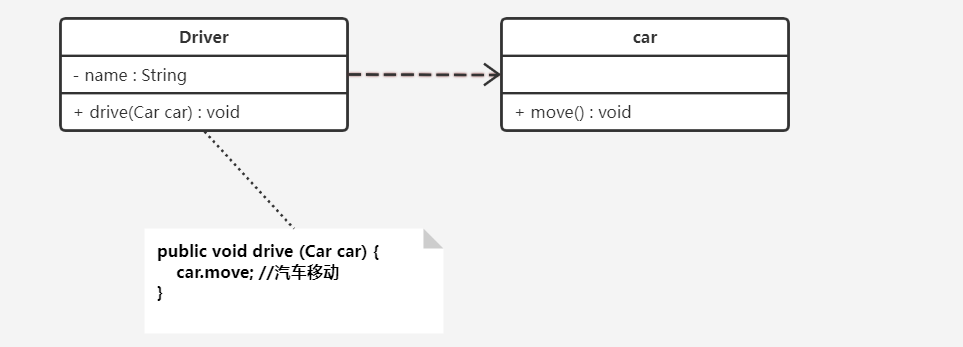 Driver
- name : String
+ drive(Car car) : void
car
+ move() : void
public void drive (Car car) {
car.move; //汽车移动
}